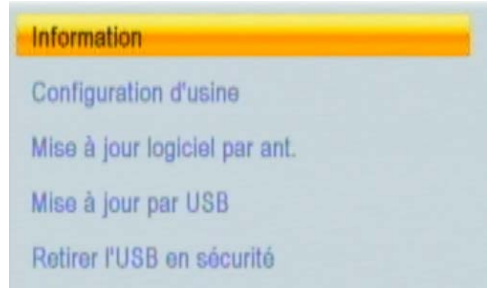 Information
Configuration d'usine
Mise à jour logiciel par ant.
Mise à jour par USB
Retirer l'USB en sécurité